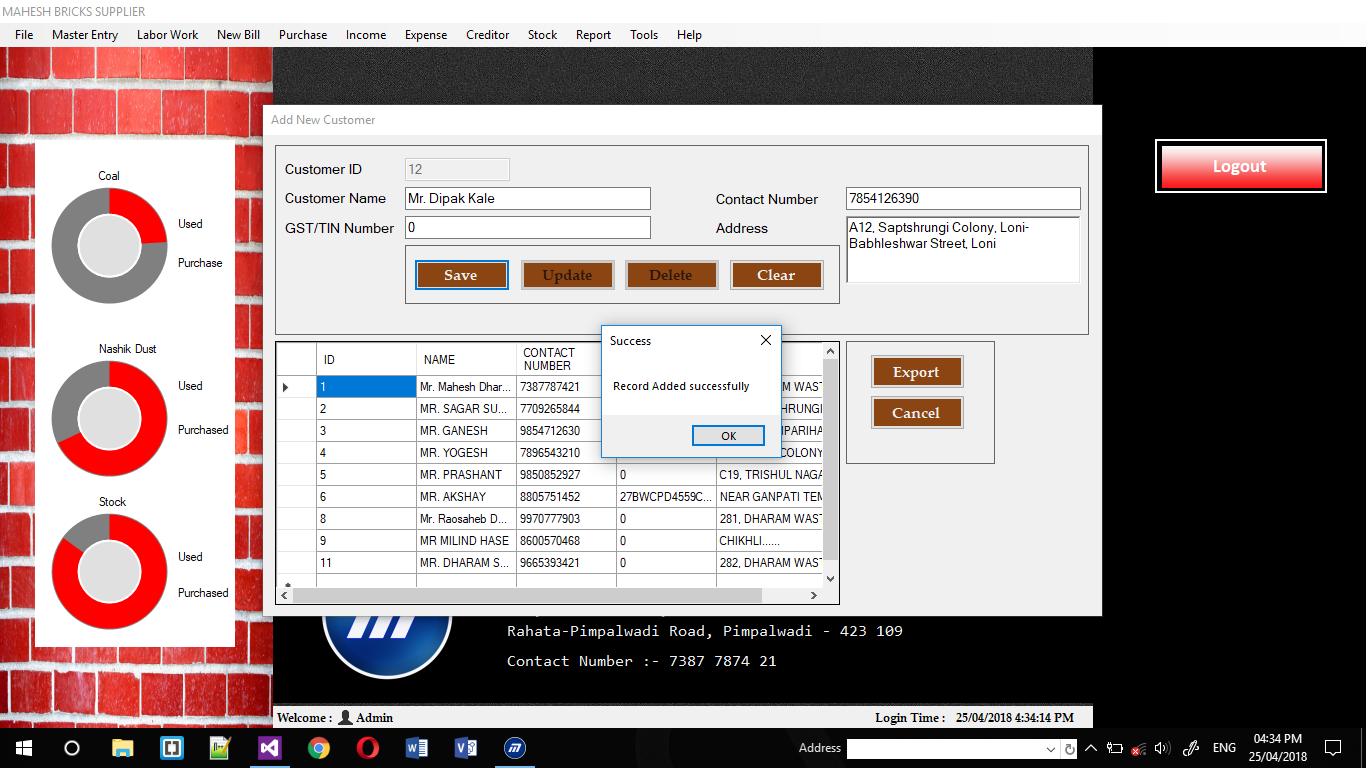 MAHESH BRICKS SUPPLIER
File Master Entry Labor Work New Bill Purchase Income Expense Creditor Stock Report Tools Help
Add New Customer
Customer ID 12
Customer Name Mr. Dipak Kale
Contact Number 7854126390
GST/TIN Number 0
Address A12, Saptshrungi Colony, Loni-
Babhleshwar Street, Loni
Save Update Delete Clear
Logout
Coal
Used
Purchase
Nashik Dust
Used
Purchased
Stock
Used
Purchased
Success
Record Added successfully
OK
ID NAME CONTACT
NUMBER
1 Mr. Mahesh Dhar... 7387787421
2 MR. SAGAR SU... 7709265844
3 MR. GANESH 9854712630
4 MR. YOGESH 7896543210 COLONY
5 MR. PRASHANT 9850852927 0 C19, TRISHUL NAGA
6 MR. AKSHAY 8805751452 27BWCPD4559C... NEAR GANPATI TEM
8 Mr. Raosaheb D... 9970777903 0 281, DHARAM WAST
9 MR MILIND HASE 8600570468 0 CHIKHLI......
11 MR. DHARAM S... 9665393421 0 282, DHARAM WAST
Export
Cancel
Rahata-Pimpalwadi Road, Pimpalwadi - 423 109
Contact Number :- 7387 7874 21
Welcome : Admin
Login Time : 25/04/2018 4:34:14 PM
Address
ENG
04:34 PM
25/04/2018